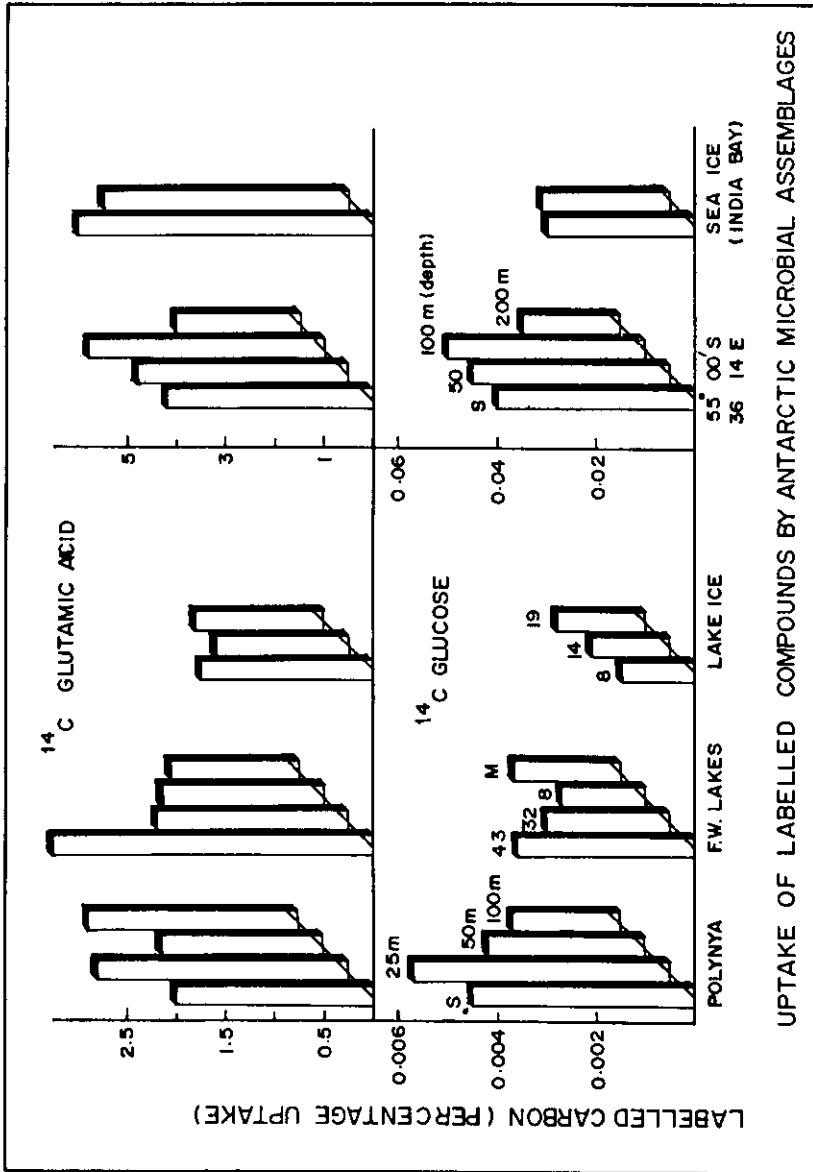 LABELLED CARBON (PERCENTAGE UPTAKE)
14C GLUTAMIC ACID
2.5
1.5
0.5
5
3
1
14C GLUCOSE
0.006
0.002
0.06
0.04
0.02
S
25m
50m
100m
43
32
8
M
8
14
19
S
50
100 m (depth)
200 m
POLYNYA
F.W. LAKES
LAKE ICE
55° 00'S
36 14 E
SEA ICE
(INDIA BAY)
UPTAKE OF LABELLED COMPOUNDS BY ANTARCTIC MICROBIAL ASSEMBLAGES